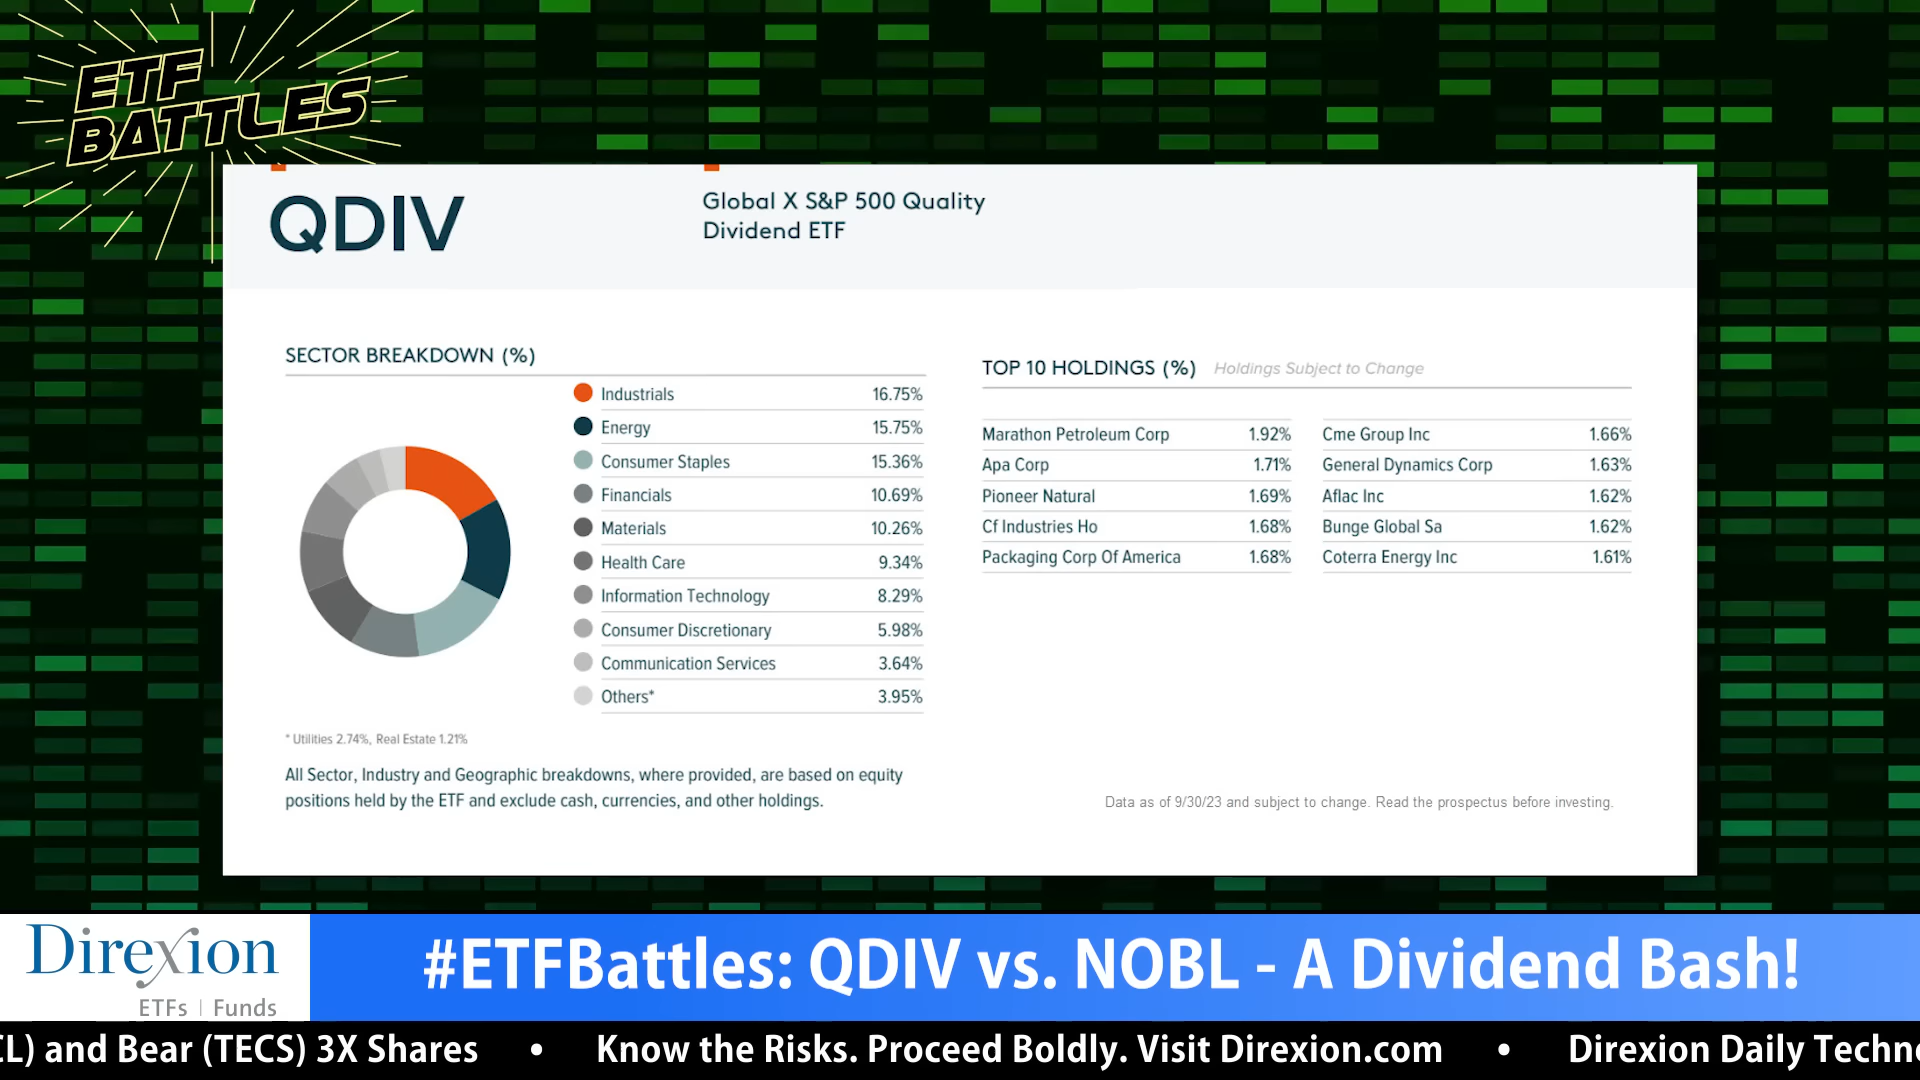 ETF
BATTLES
QDIV
Global X S&P 500 Quality
Dividend ETF
SECTOR BREAKDOWN (%)
Industrials 16.75%
Energy 15.75%
Consumer Staples 15.36%
Financials 10.69%
Materials 10.26%
Health Care 9.34%
Information Technology 8.29%
Consumer Discretionary 5.98%
Communication Services 3.64%
Others* 3.95%
* Utilities 2.74%, Real Estate 1.21%
All Sector, Industry and Geographic breakdowns, where provided, are based on equity
positions held by the ETF and exclude cash, currencies, and other holdings.
TOP 10 HOLDINGS (%) Holdings Subject to Change
Marathon Petroleum Corp 1.92% Cme Group Inc 1.66%
Apa Corp 1.71% General Dynamics Corp 1.63%
Pioneer Natural 1.69% Aflac Inc 1.62%
Cf Industries Ho 1.68% Bunge Global Sa 1.62%
Packaging Corp Of America 1.68% Coterra Energy Inc 1.61%
Data as of 9/30/23 and subject to change. Read the prospectus before investing.
Direxion
ETFs | Funds
#ETFBattles: QDIV vs. NOBL - A Dividend Bash!
CL) and Bear (TECS) 3X Shares • Know the Risks. Proceed Boldly. Visit Direxion.com • Direxion Daily Techn